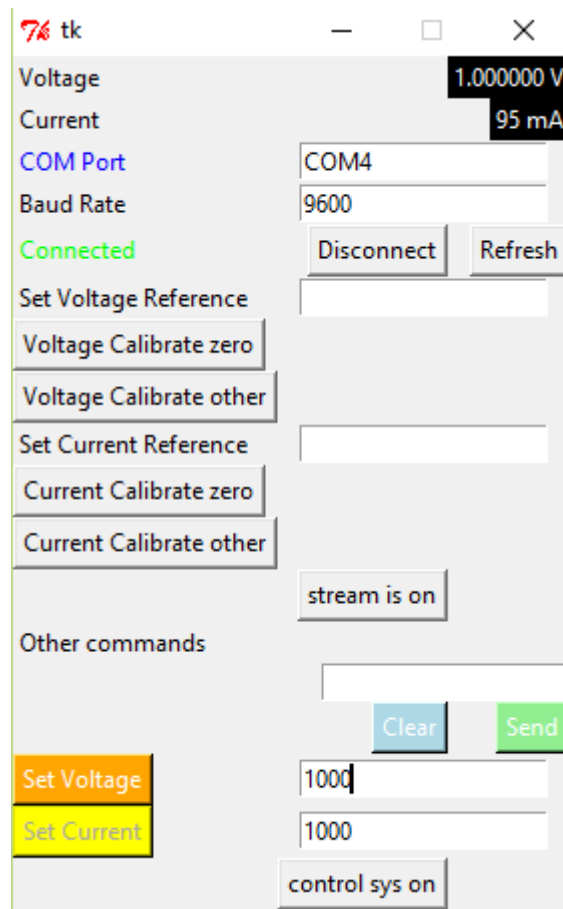 tk
Voltage 1.000000 V
Current 95 mA
COM Port COM4
Baud Rate 9600
Connected Disconnect Refresh
Set Voltage Reference
Voltage Calibrate zero
Voltage Calibrate other
Set Current Reference
Current Calibrate zero
Current Calibrate other
stream is on
Other commands
Clear Send
Set Voltage 1000
Set Current 1000
control sys on